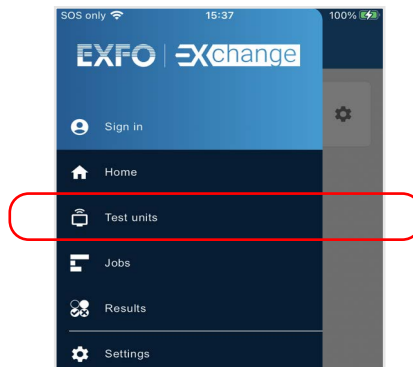 SOS only 15:37 100%
EXFO EXchange
Sign in
Home
Test units
Jobs
Results
Settings